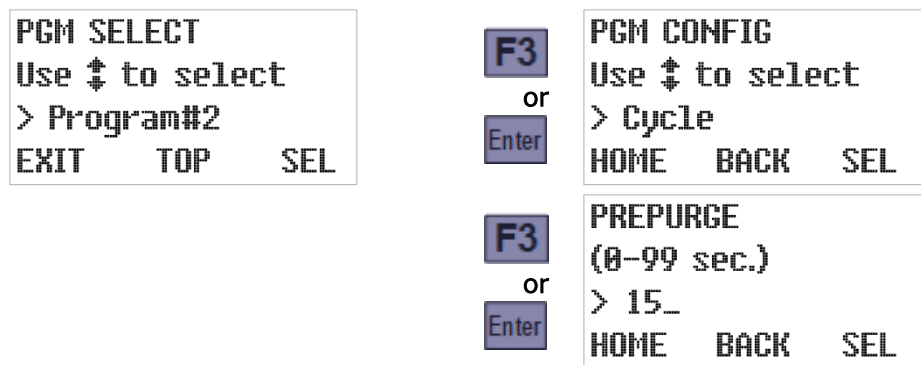 PGM SELECT
Use ↕ to select
> Program#2
EXIT TOP SEL
F3
or
Enter
PGM CONFIG
Use ↕ to select
> Cycle
HOME BACK SEL
F3
or
Enter
PREPURGE
(0-99 sec.)
> 15_
HOME BACK SEL